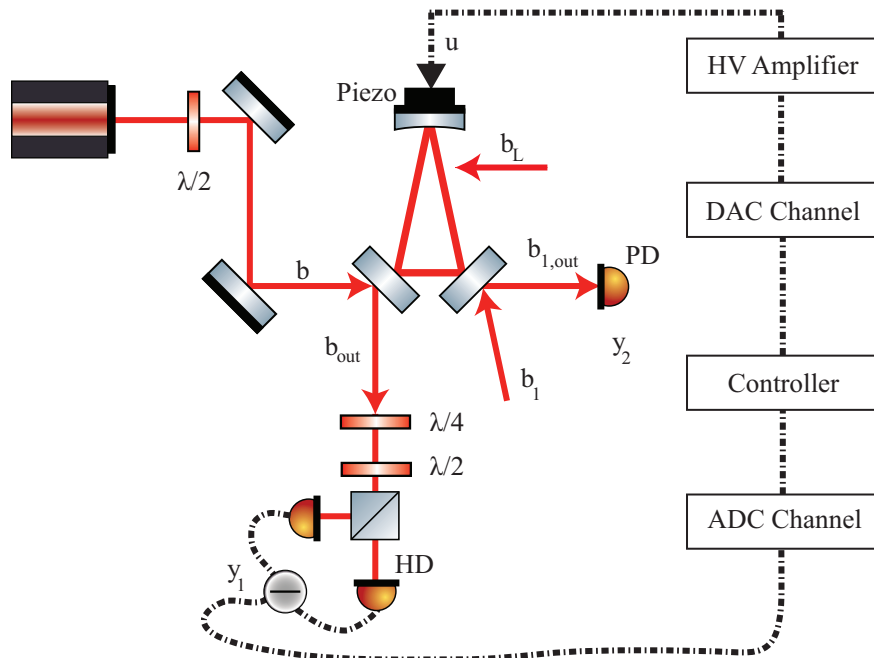 u
HV Amplifier
Piezo
b_L
λ/2
DAC Channel
b
b_1,out
PD
b_out
y_2
b_1
Controller
λ/4
λ/2
ADC Channel
HD
y_1